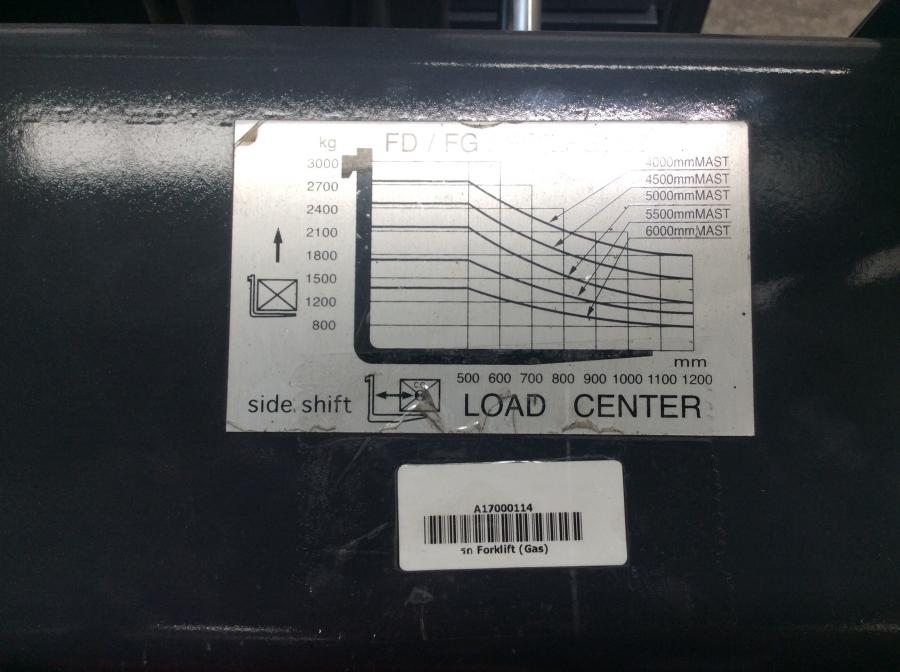 kg
FD / FG
3000
2700
2400
2100
1800
1500
1200
800
4000mmMAST
4500mmMAST
5000mmMAST
5500mmMAST
6000mmMAST
mm
500 600 700 800 900 1000 1100 1200
side shift
LOAD CENTER
A17000114
รถ Forklift (Gas)